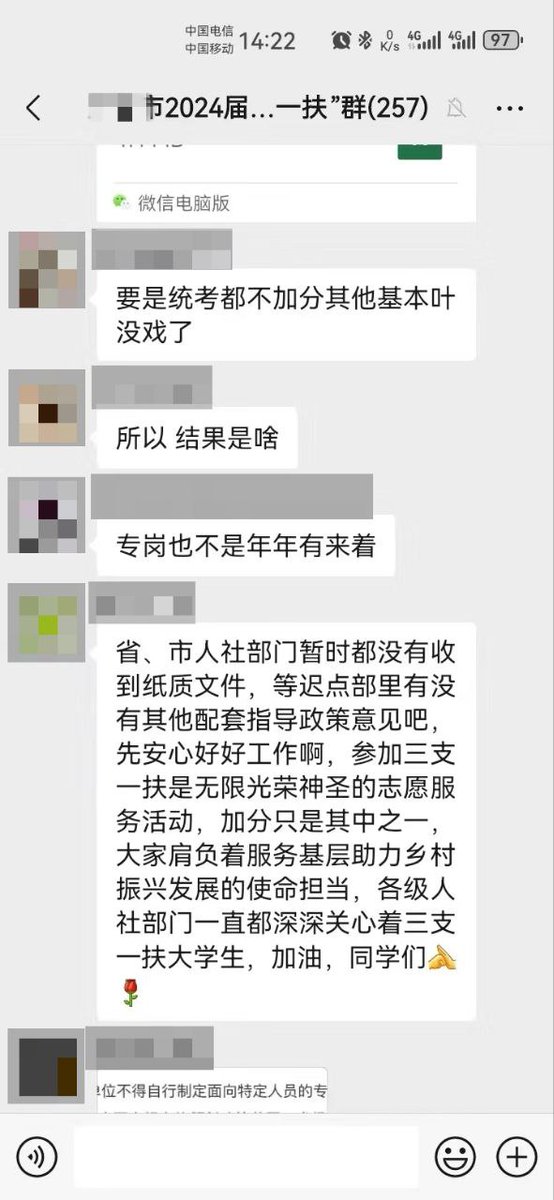 中国电信
中国移动
14:22
0
K/s
4G
4G
97
市2024届...一扶”群(257)
微信电脑版
要是统考都不加分其他基本叶
没戏了
所以 结果是啥
专岗也不是年年有来着
省、市人社部门暂时都没有收
到纸质文件，等迟点部里有没
有其他配套指导政策意见吧，
先安心好好工作啊，参加三支
一扶是无限光荣神圣的志愿服
务活动，加分只是其中之一，
大家肩负着服务基层助力乡村
振兴发展的使命担当，各级人
社部门一直都深深关心着三支
一扶大学生，加油，同学们
单位不得自行制定面向特定人员的专